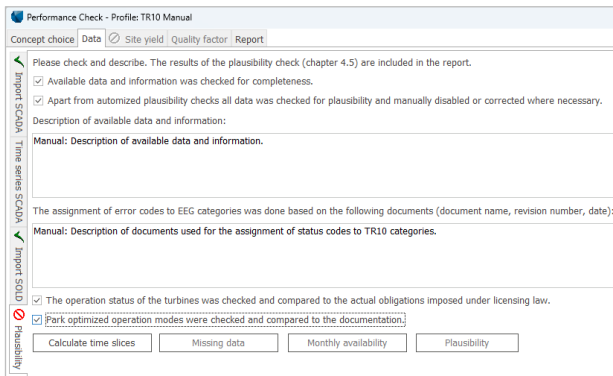 Performance Check - Profile: TR10 Manual
Concept choice Data Site yield Quality factor Report
Please check and describe. The results of the plausibility check (chapter 4.5) are included in the report.
Available data and information was checked for completeness.
Apart from automized plausibility checks all data was checked for plausibility and manually disabled or corrected where necessary.
Description of available data and information:
Manual: Description of available data and information.
The assignment of error codes to EEG categories was done based on the following documents (document name, revision number, date):
Manual: Description of documents used for the assignment of status codes to TR10 categories.
The operation status of the turbines was checked and compared to the actual obligations imposed under licensing law.
Park optimized operation modes were checked and compared to the documentation.
Calculate time slices Missing data Monthly availability Plausibility
Import SCADA
Time series SCADA
Import SOLD
Plausibility